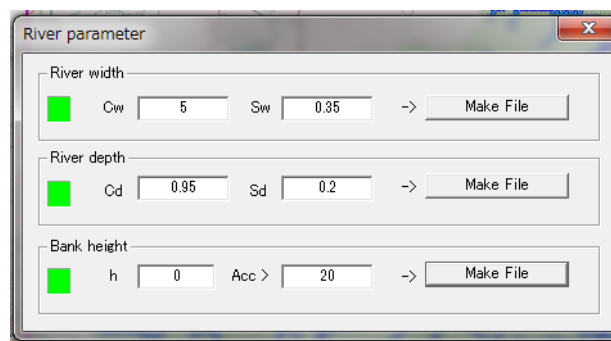 River parameter
x
River width
Cw 5 Sw 0.35 -> Make File
River depth
Cd 0.95 Sd 0.2 -> Make File
Bank height
h 0 Acc > 20 -> Make File